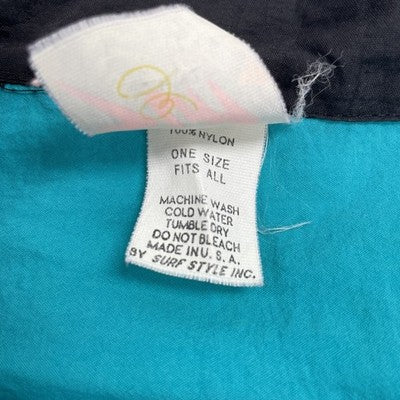 100% NYLON
ONE SIZE
FITS ALL
MACHINE WASH
COLD WATER
TUMBLE DRY
DO NOT BLEACH
MADE IN U.S.A.
BY SURF STYLE INC.